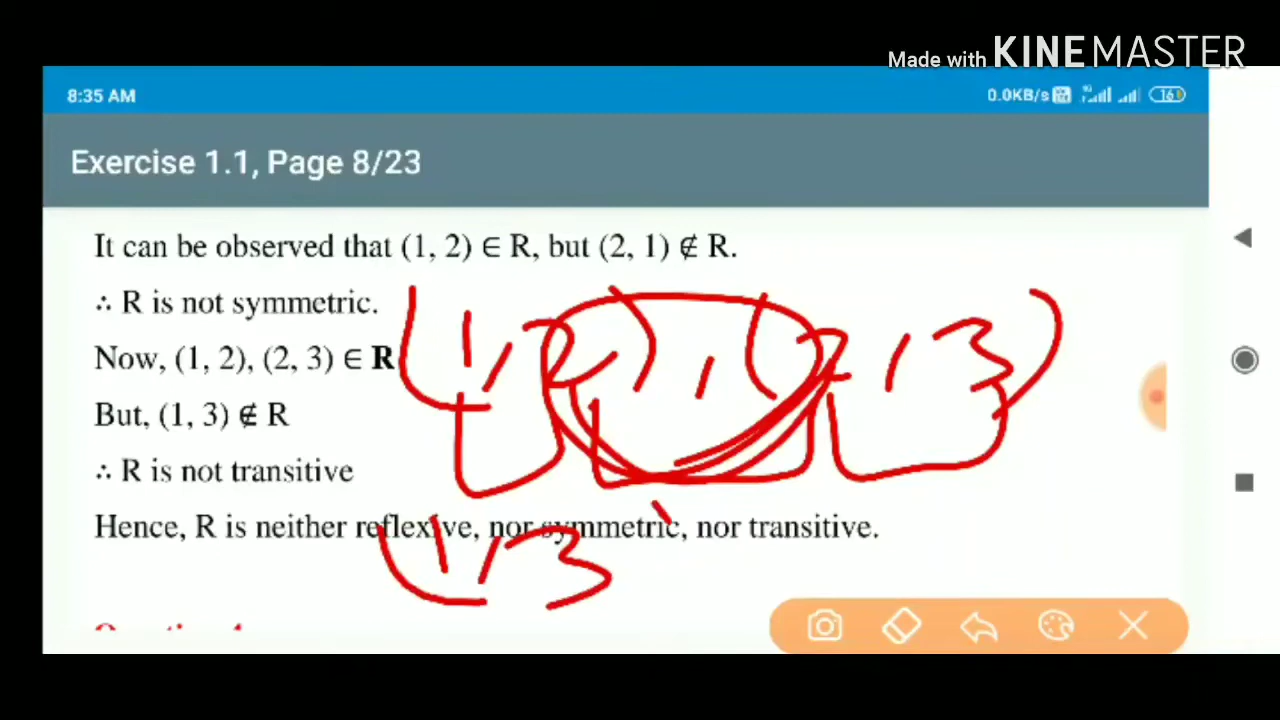 Made with KINEMASTER
8:35 AM 0.0KB/s 4G 16
Exercise 1.1, Page 8/23
It can be observed that (1, 2) ∈ R, but (2, 1) ∉ R.
∴ R is not symmetric.
(1, 2), (2, 3)
Now, (1, 2), (2, 3) ∈ R
But, (1, 3) ∉ R
∴ R is not transitive
Hence, R is neither reflexive, nor symmetric, nor transitive.
(1, 3